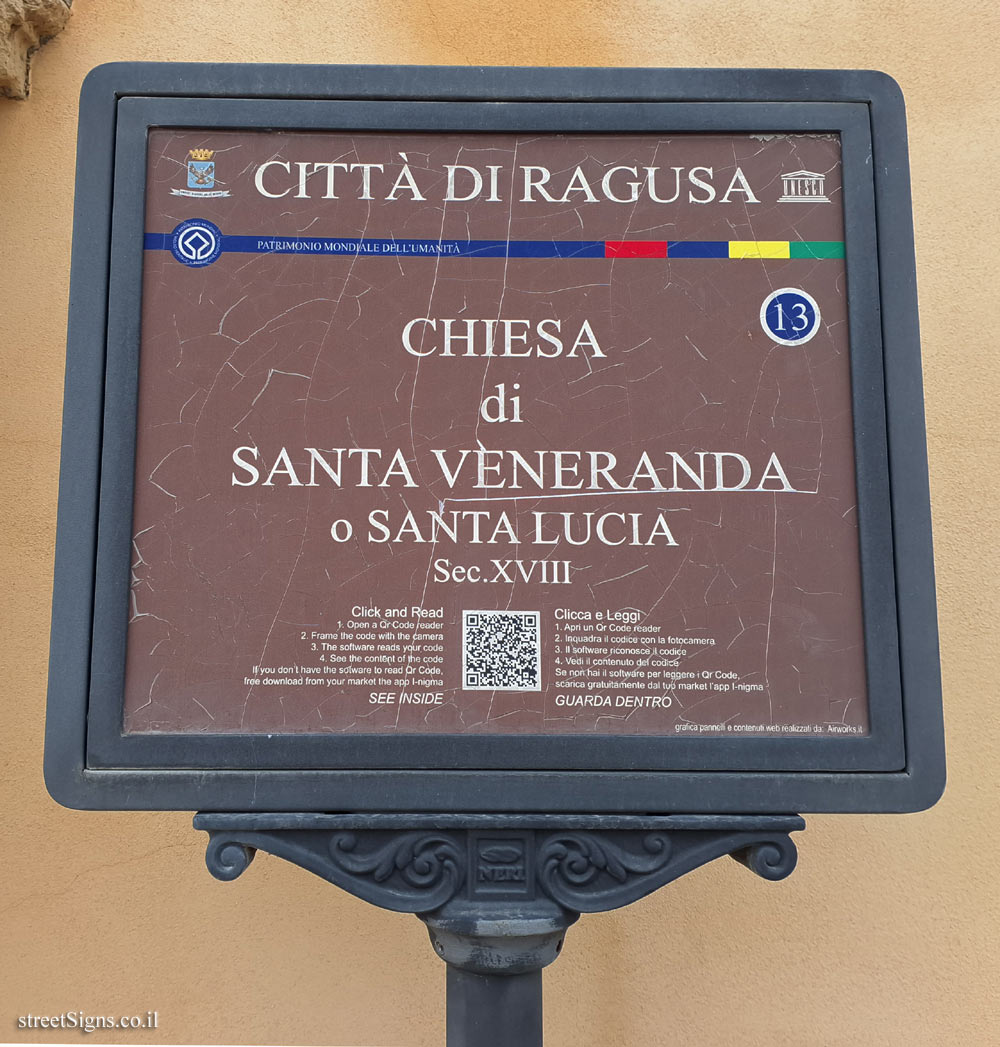 CITTÀ DI RAGUSA
UNESCO
PATRIMONIO MONDIALE DELL'UMANITÀ
13
CHIESA
di
SANTA VÈNERANDA
o SANTA LUCIA
Sec.XVIII
Click and Read
1. Open a Qr Code reader
2. Frame the code with the camera
3. The software reads your code
4. See the content of the code
If you don't have the sotware to read Qr Code,
free download from your market the app I-nigma
SEE INSIDE
Clicca e Leggi
1. Apri un Qr Code reader
2. Inquadra il codice con la fotocamera
3. Il software riconosce il codice
4. Vedi il contenuto del codice
Se non hai il software per leggere i Qr Code,
scarica gratuitamente dal tuo market l'app I-nigma
GUARDA DENTRO
grafica pannelli e contenuti web realizzati da: Airworks.it
NERI
streetSigns.co.il